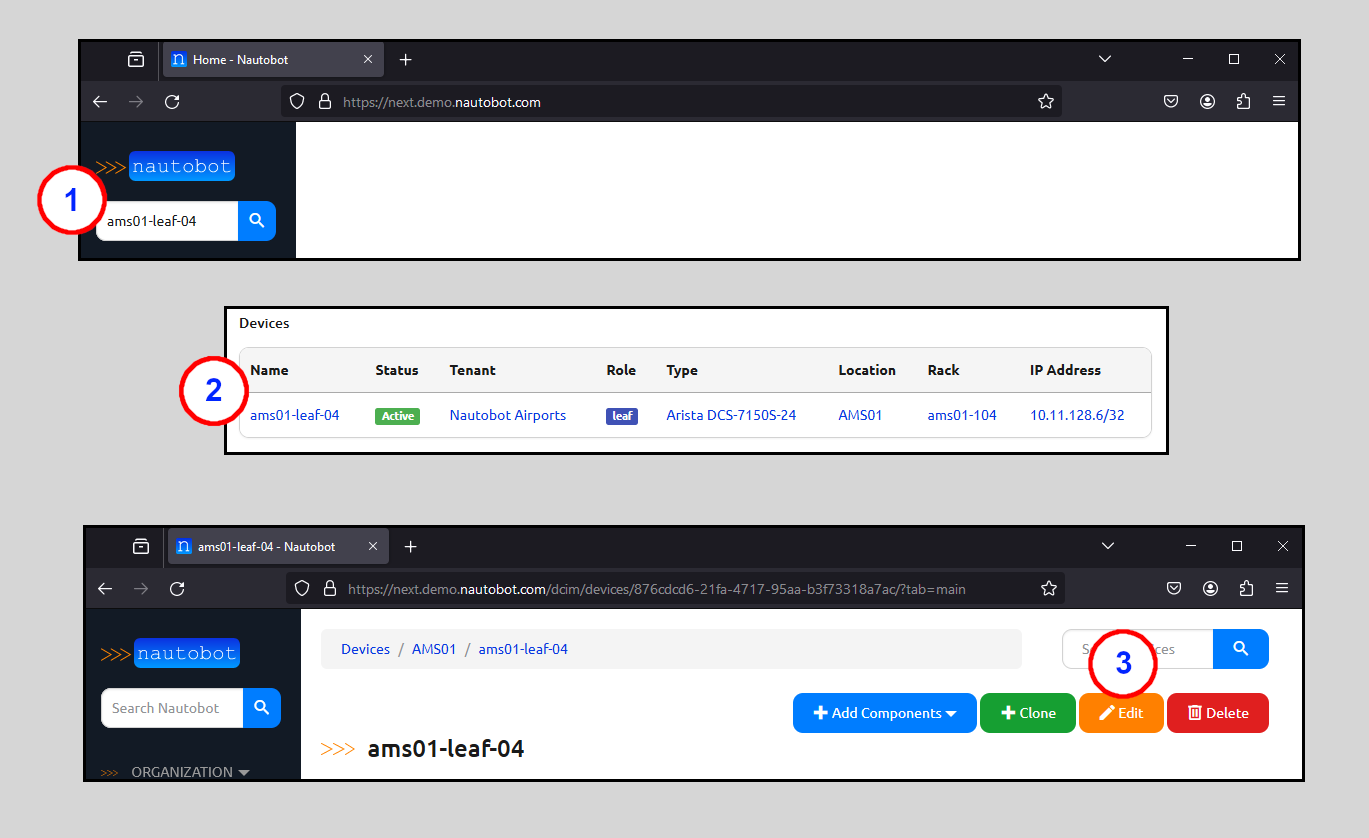 Home - Nautobot
https://next.demo.nautobot.com
>>> nautobot
1
ams01-leaf-04
Devices
2
Name Status Tenant Role Type Location Rack IP Address
ams01-leaf-04 Active Nautobot Airports leaf Arista DCS-7150S-24 AMS01 ams01-104 10.11.128.6/32
ams01-leaf-04 - Nautobot
https://next.demo.nautobot.com/dcim/devices/876cdcd6-21fa-4717-95aa-b3f73318a7ac/?tab=main
>>> nautobot
Devices / AMS01 / ams01-leaf-04
3
Search Nautobot
Add Components Clone Edit Delete
>>> ams01-leaf-04
>>> ORGANIZATION